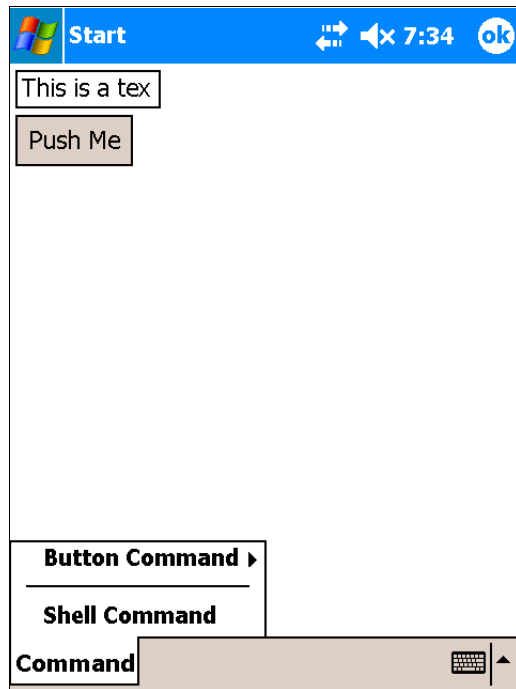 Start 7:34 ok
This is a tex
Push Me
Button Command
Shell Command
Command